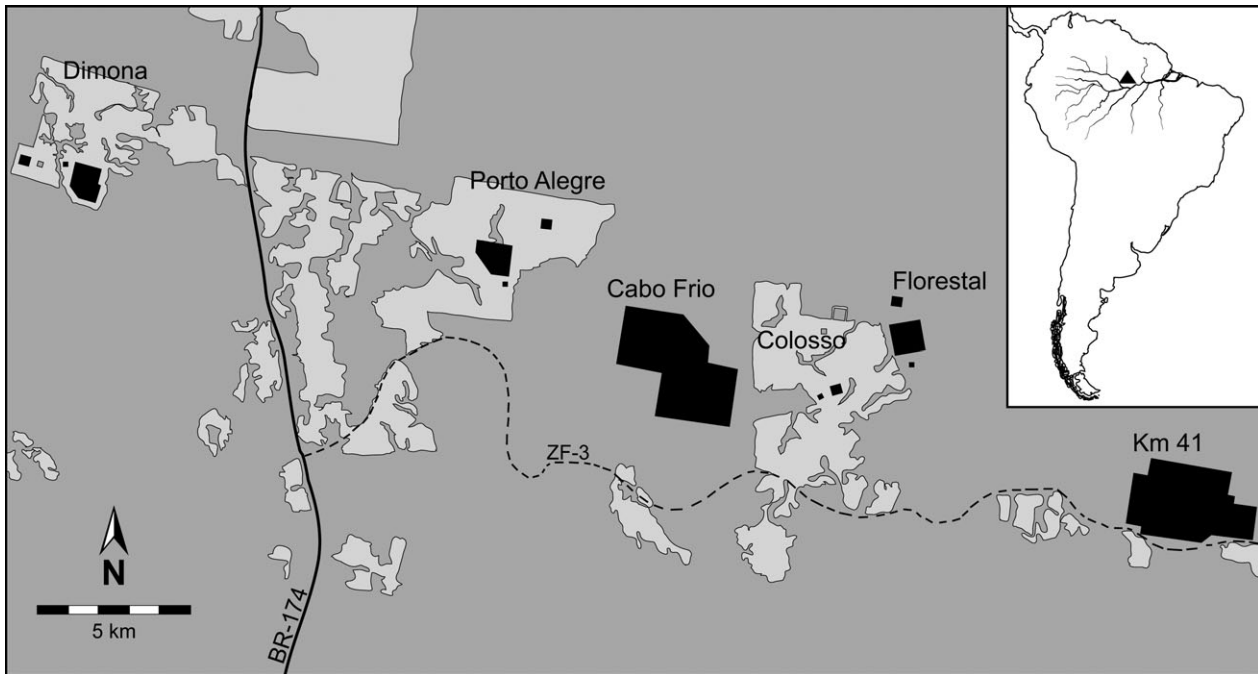 Dimona
Porto Alegre
Cabo Frio
Florestal
Colosso
Km 41
ZF-3
N
5 km
BR-174